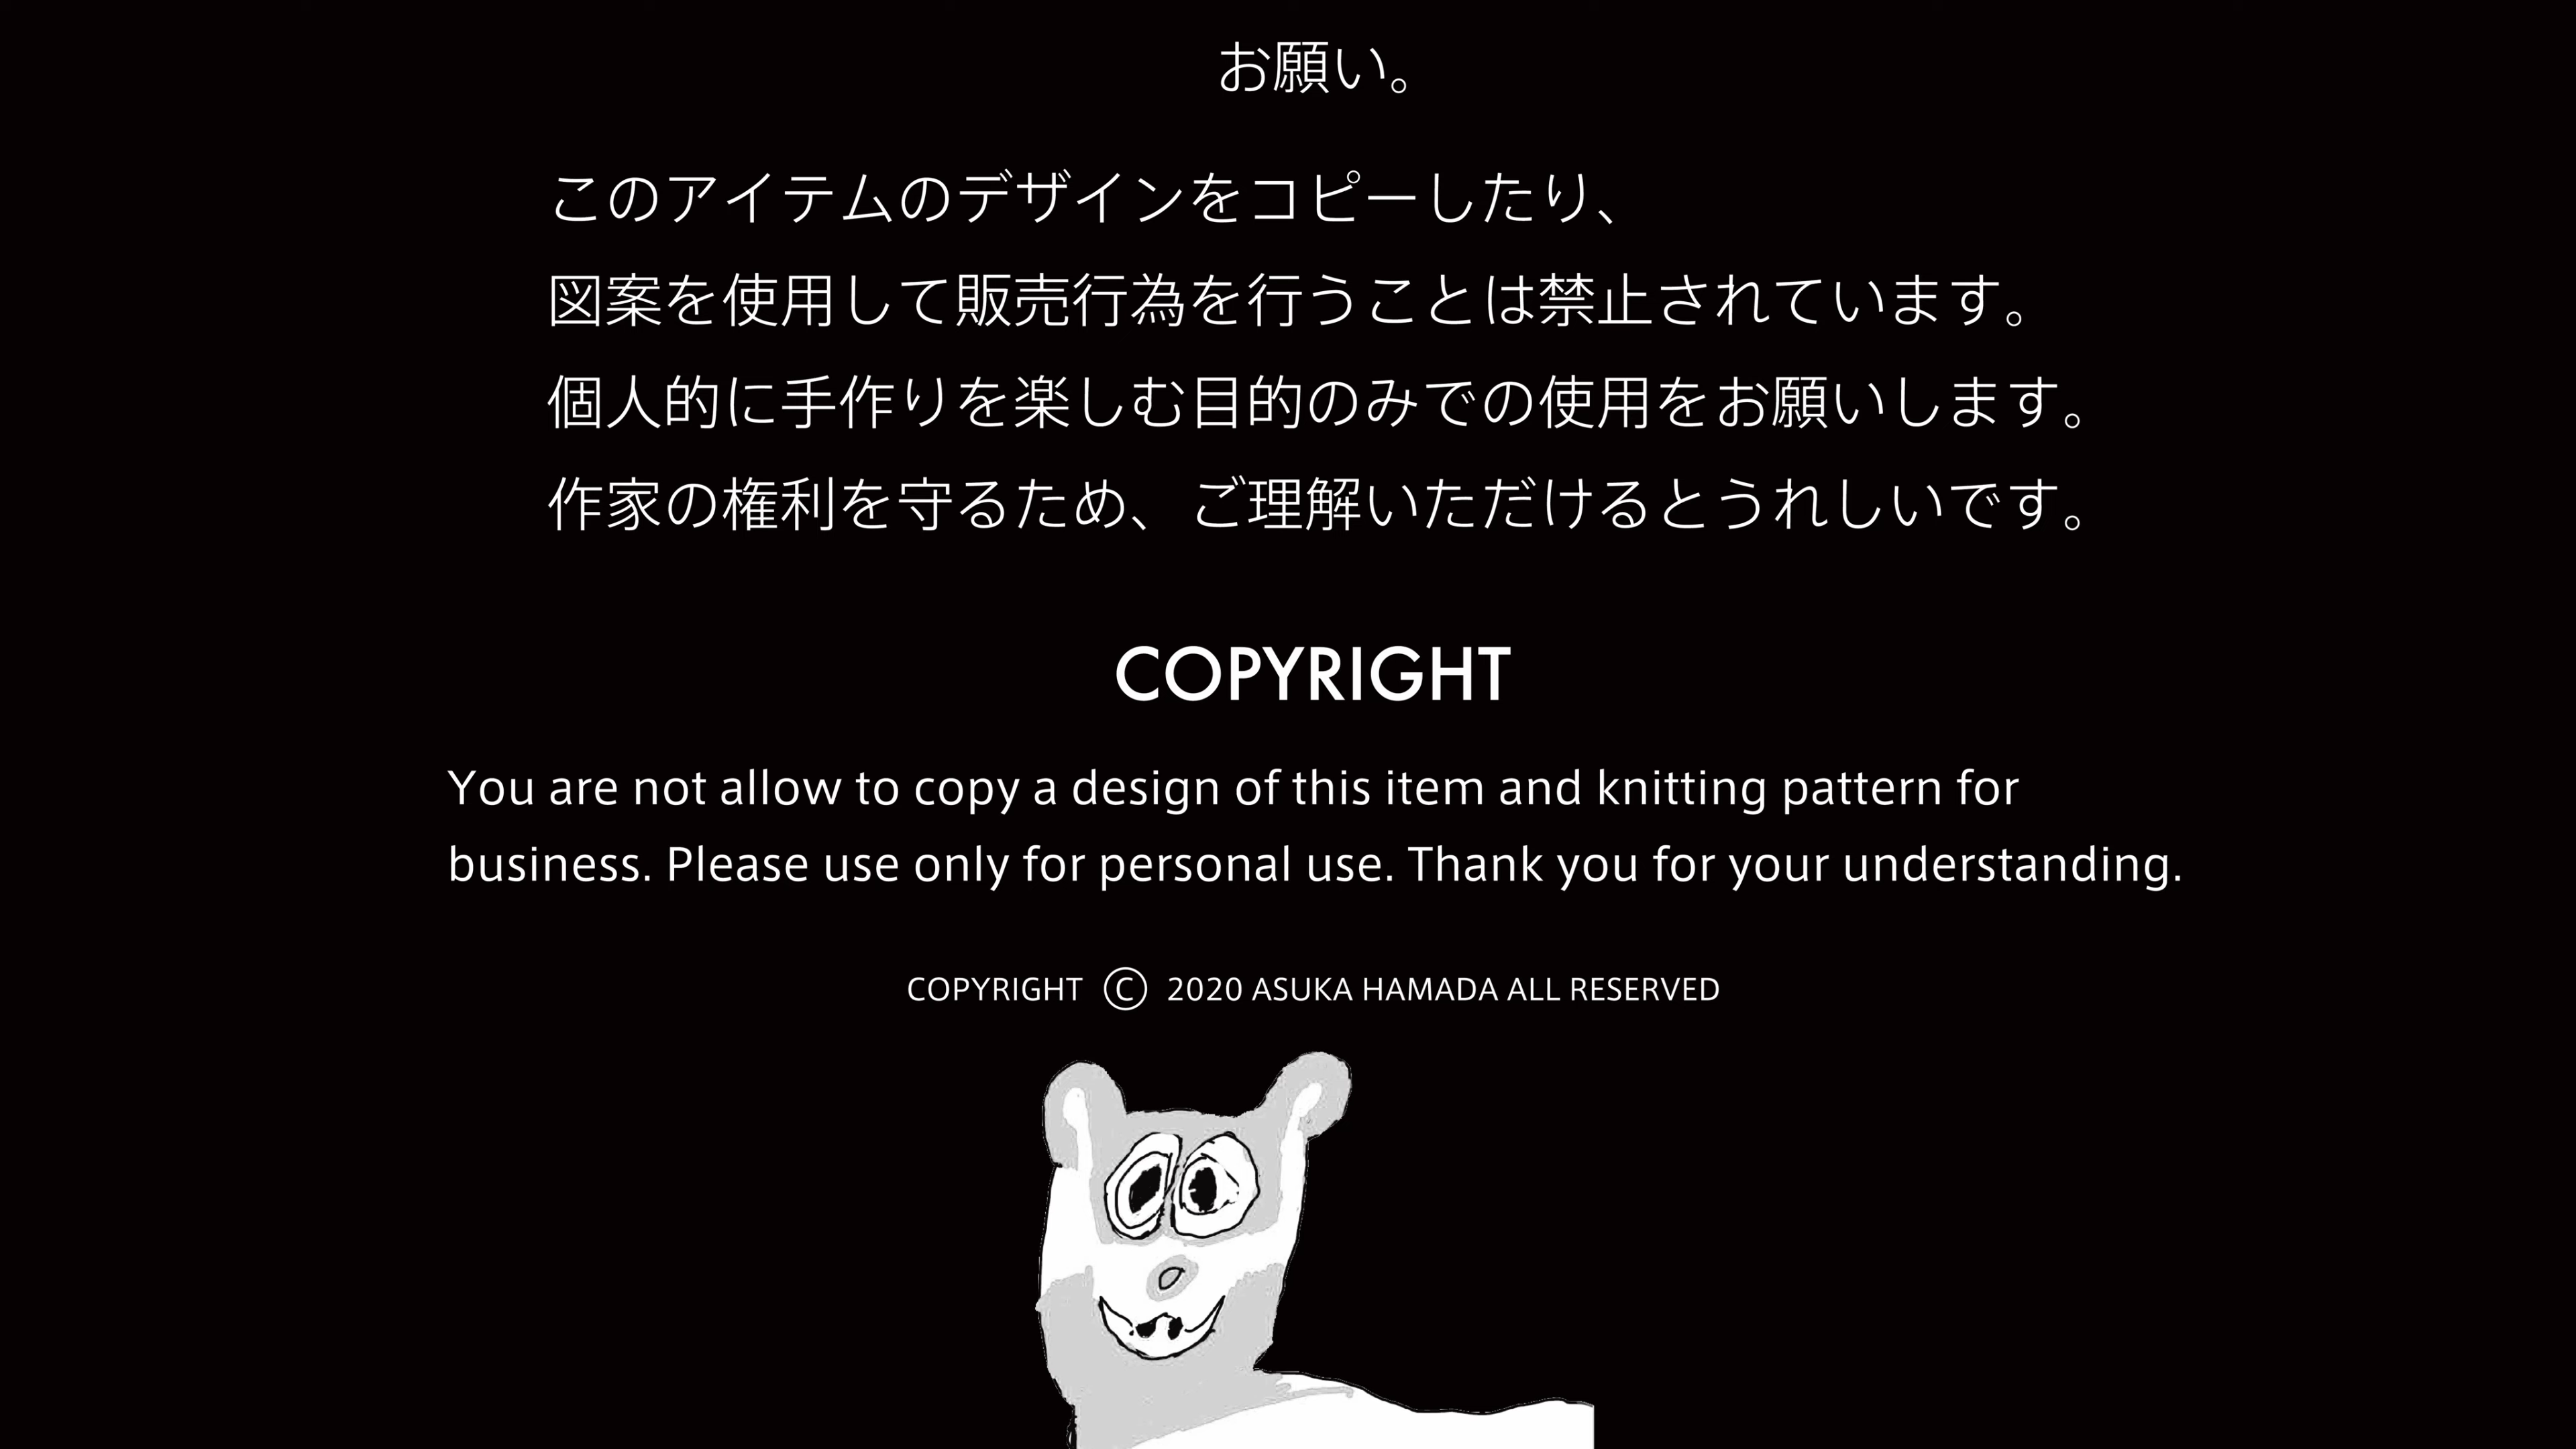 お願い。
このアイテムのデザインをコピーしたり、
図案を使用して販売行為を行うことは禁止されています。
個人的に手作りを楽しむ目的のみでの使用をお願いします。
作家の権利を守るため、ご理解いただけるとうれしいです。
COPYRIGHT
You are not allow to copy a design of this item and knitting pattern for
business. Please use only for personal use. Thank you for your understanding.
COPYRIGHT © 2020 ASUKA HAMADA ALL RESERVED